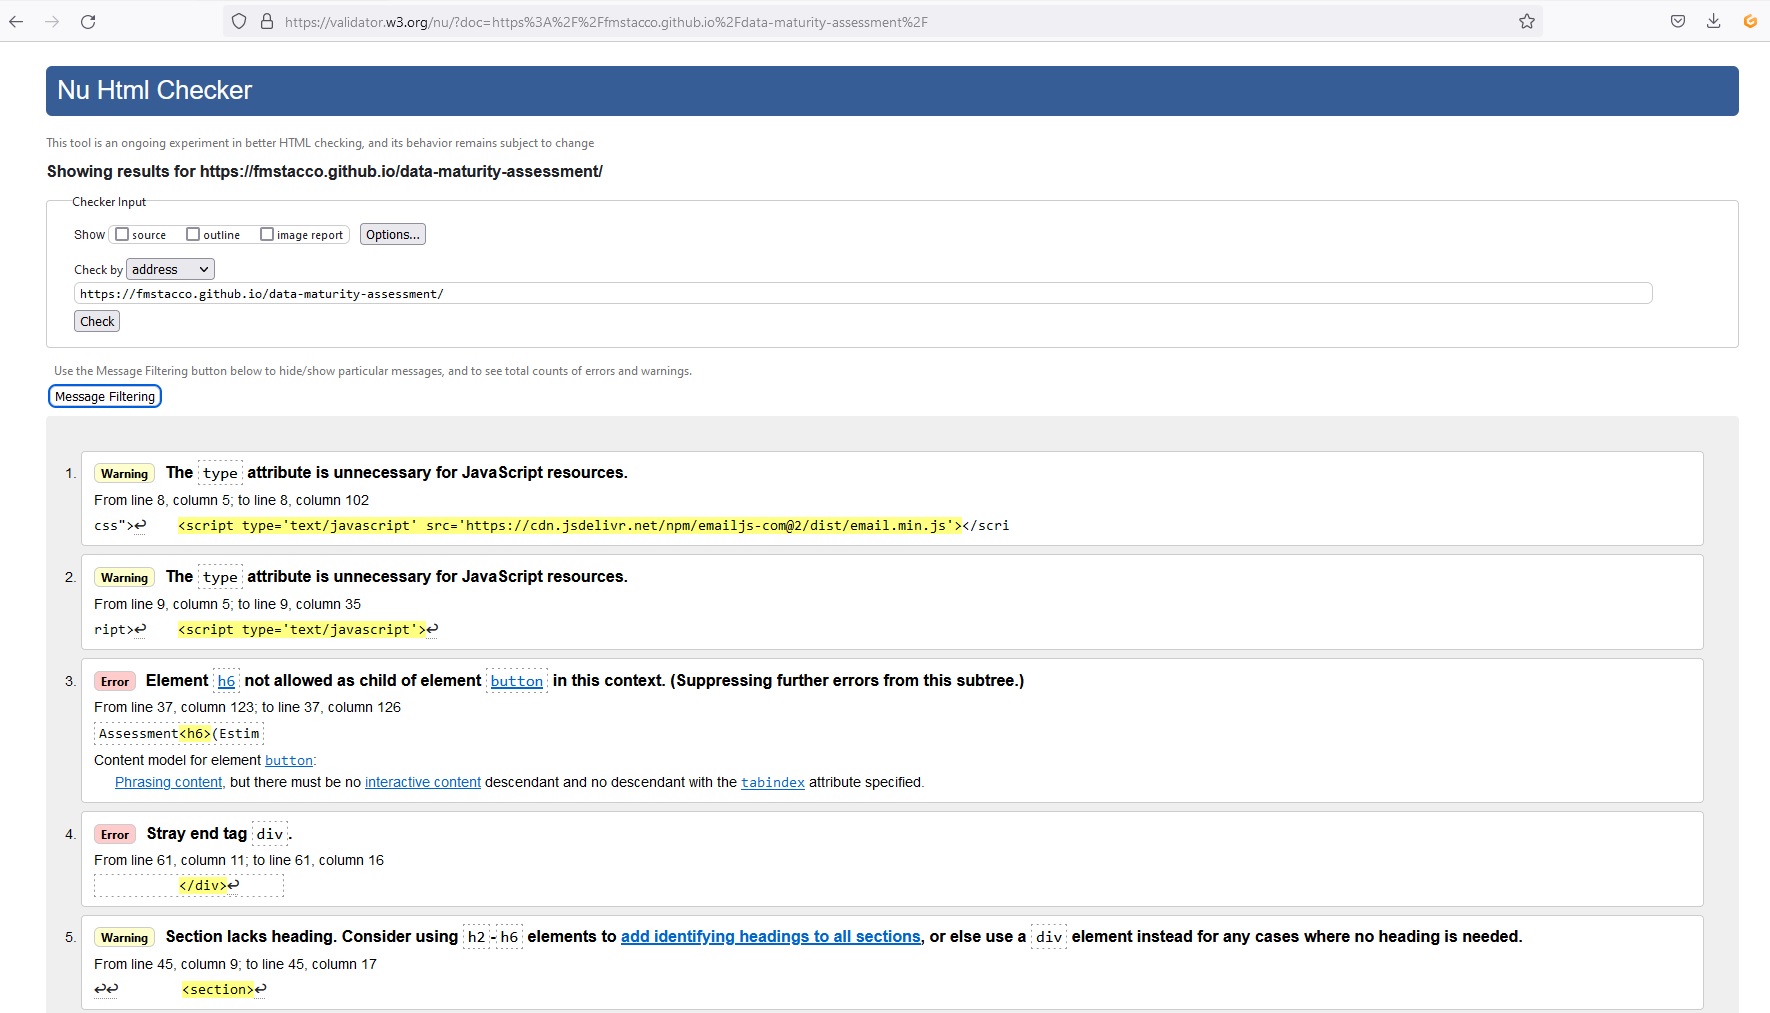 https://validator.w3.org/nu/?doc=https%3A%2F%2Ffmstacco.github.io%2Fdata-maturity-assessment%2F
Nu Html Checker
This tool is an ongoing experiment in better HTML checking, and its behavior remains subject to change
Showing results for https://fmstacco.github.io/data-maturity-assessment/
Checker Input
Show source outline image report Options...
Check by address
https://fmstacco.github.io/data-maturity-assessment/
Check
Use the Message Filtering button below to hide/show particular messages, and to see total counts of errors and warnings.
Message Filtering
1. Warning The type attribute is unnecessary for JavaScript resources.
From line 8, column 5; to line 8, column 102
css">↩ <script type='text/javascript' src='https://cdn.jsdelivr.net/npm/emailjs-com@2/dist/email.min.js'></scri
2. Warning The type attribute is unnecessary for JavaScript resources.
From line 9, column 5; to line 9, column 35
ript>↩ <script type='text/javascript'>↩
3. Error Element h6 not allowed as child of element button in this context. (Suppressing further errors from this subtree.)
From line 37, column 123; to line 37, column 126
Assessment<h6>(Estim
Content model for element button:
Phrasing content, but there must be no interactive content descendant and no descendant with the tabindex attribute specified.
4. Error Stray end tag div.
From line 61, column 11; to line 61, column 16
</div>↩
5. Warning Section lacks heading. Consider using h2-h6 elements to add identifying headings to all sections, or else use a div element instead for any cases where no heading is needed.
From line 45, column 9; to line 45, column 17
↩↩ <section>↩